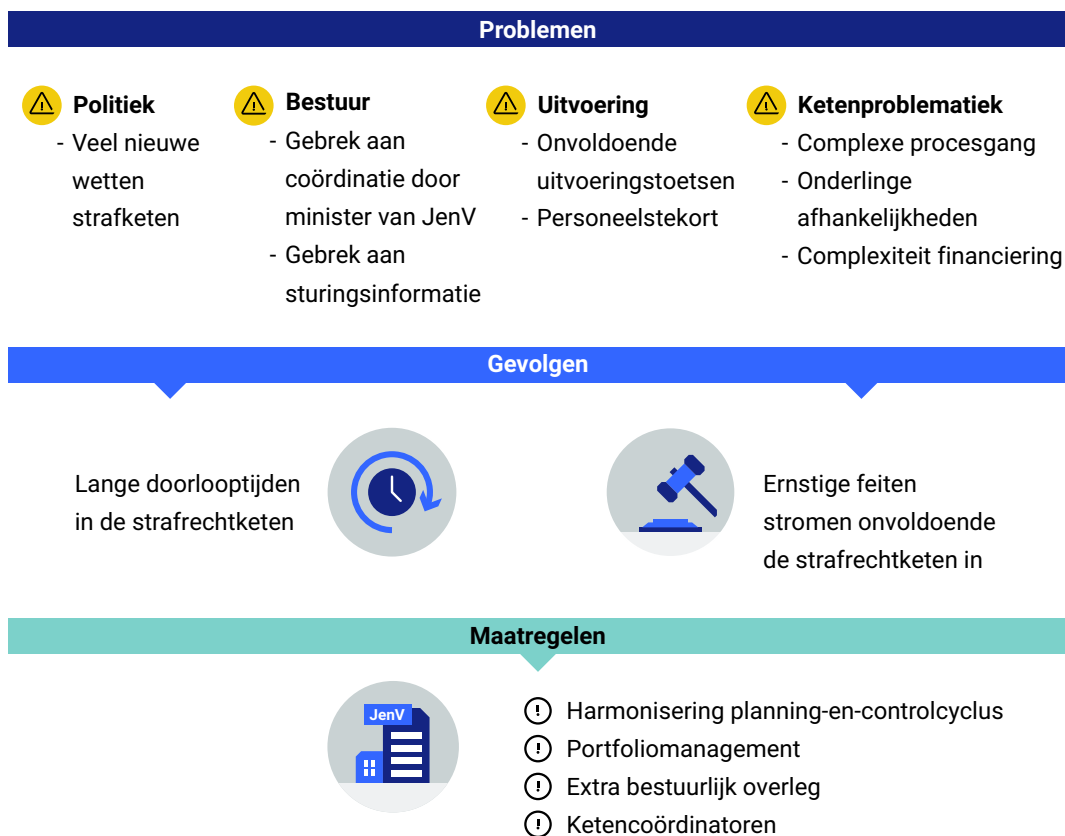 Problemen
Politiek
- Veel nieuwe
wetten
strafketen
Bestuur
- Gebrek aan
coördinatie door
minister van JenV
- Gebrek aan
sturingsinformatie
Uitvoering
- Onvoldoende
uitvoeringstoetsen
- Personeelstekort
Ketenproblematiek
- Complexe procesgang
- Onderlinge
afhankelijkheden
- Complexiteit financiering
Gevolgen
Lange doorlooptijden
in de strafrechtketen
Ernstige feiten
stromen onvoldoende
de strafrechtketen in
Maatregelen
JenV
Harmonisering planning-en-controlcyclus
Portfoliomanagement
Extra bestuurlijk overleg
Ketencoördinatoren